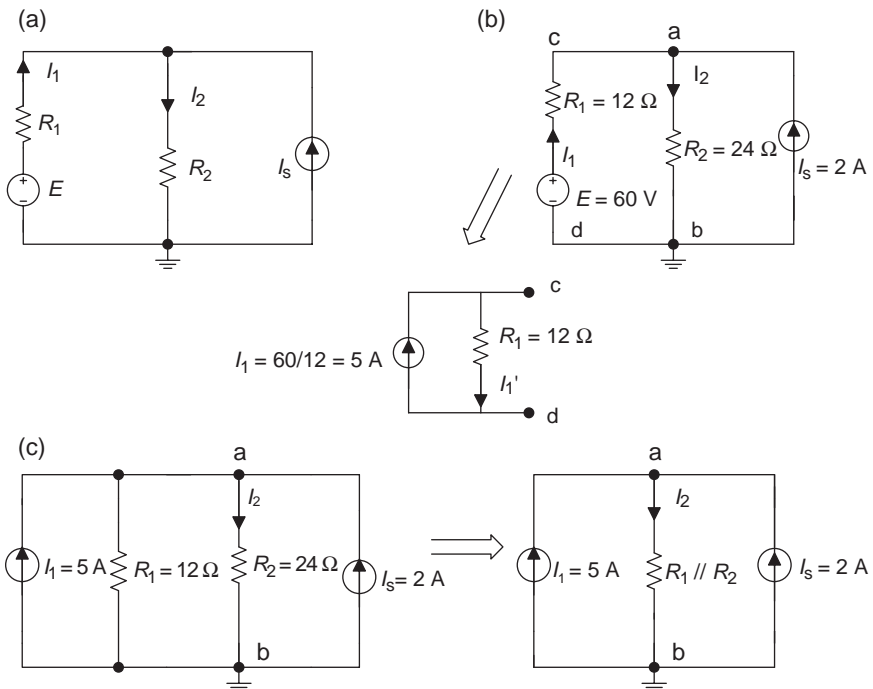 (a)
I₁
R₁
E
I₂
R₂
Iₛ
(b)
c
a
R₁ = 12 Ω
I₂
I₁
R₂ = 24 Ω
Iₛ = 2 A
E = 60 V
d
b
c
I₁ = 60/12 = 5 A
R₁ = 12 Ω
I₁'
d
(c)
a
I₂
I₁ = 5 A
R₁ = 12 Ω
R₂ = 24 Ω
Iₛ = 2 A
b
a
I₂
I₁ = 5 A
R₁ // R₂
Iₛ = 2 A
b